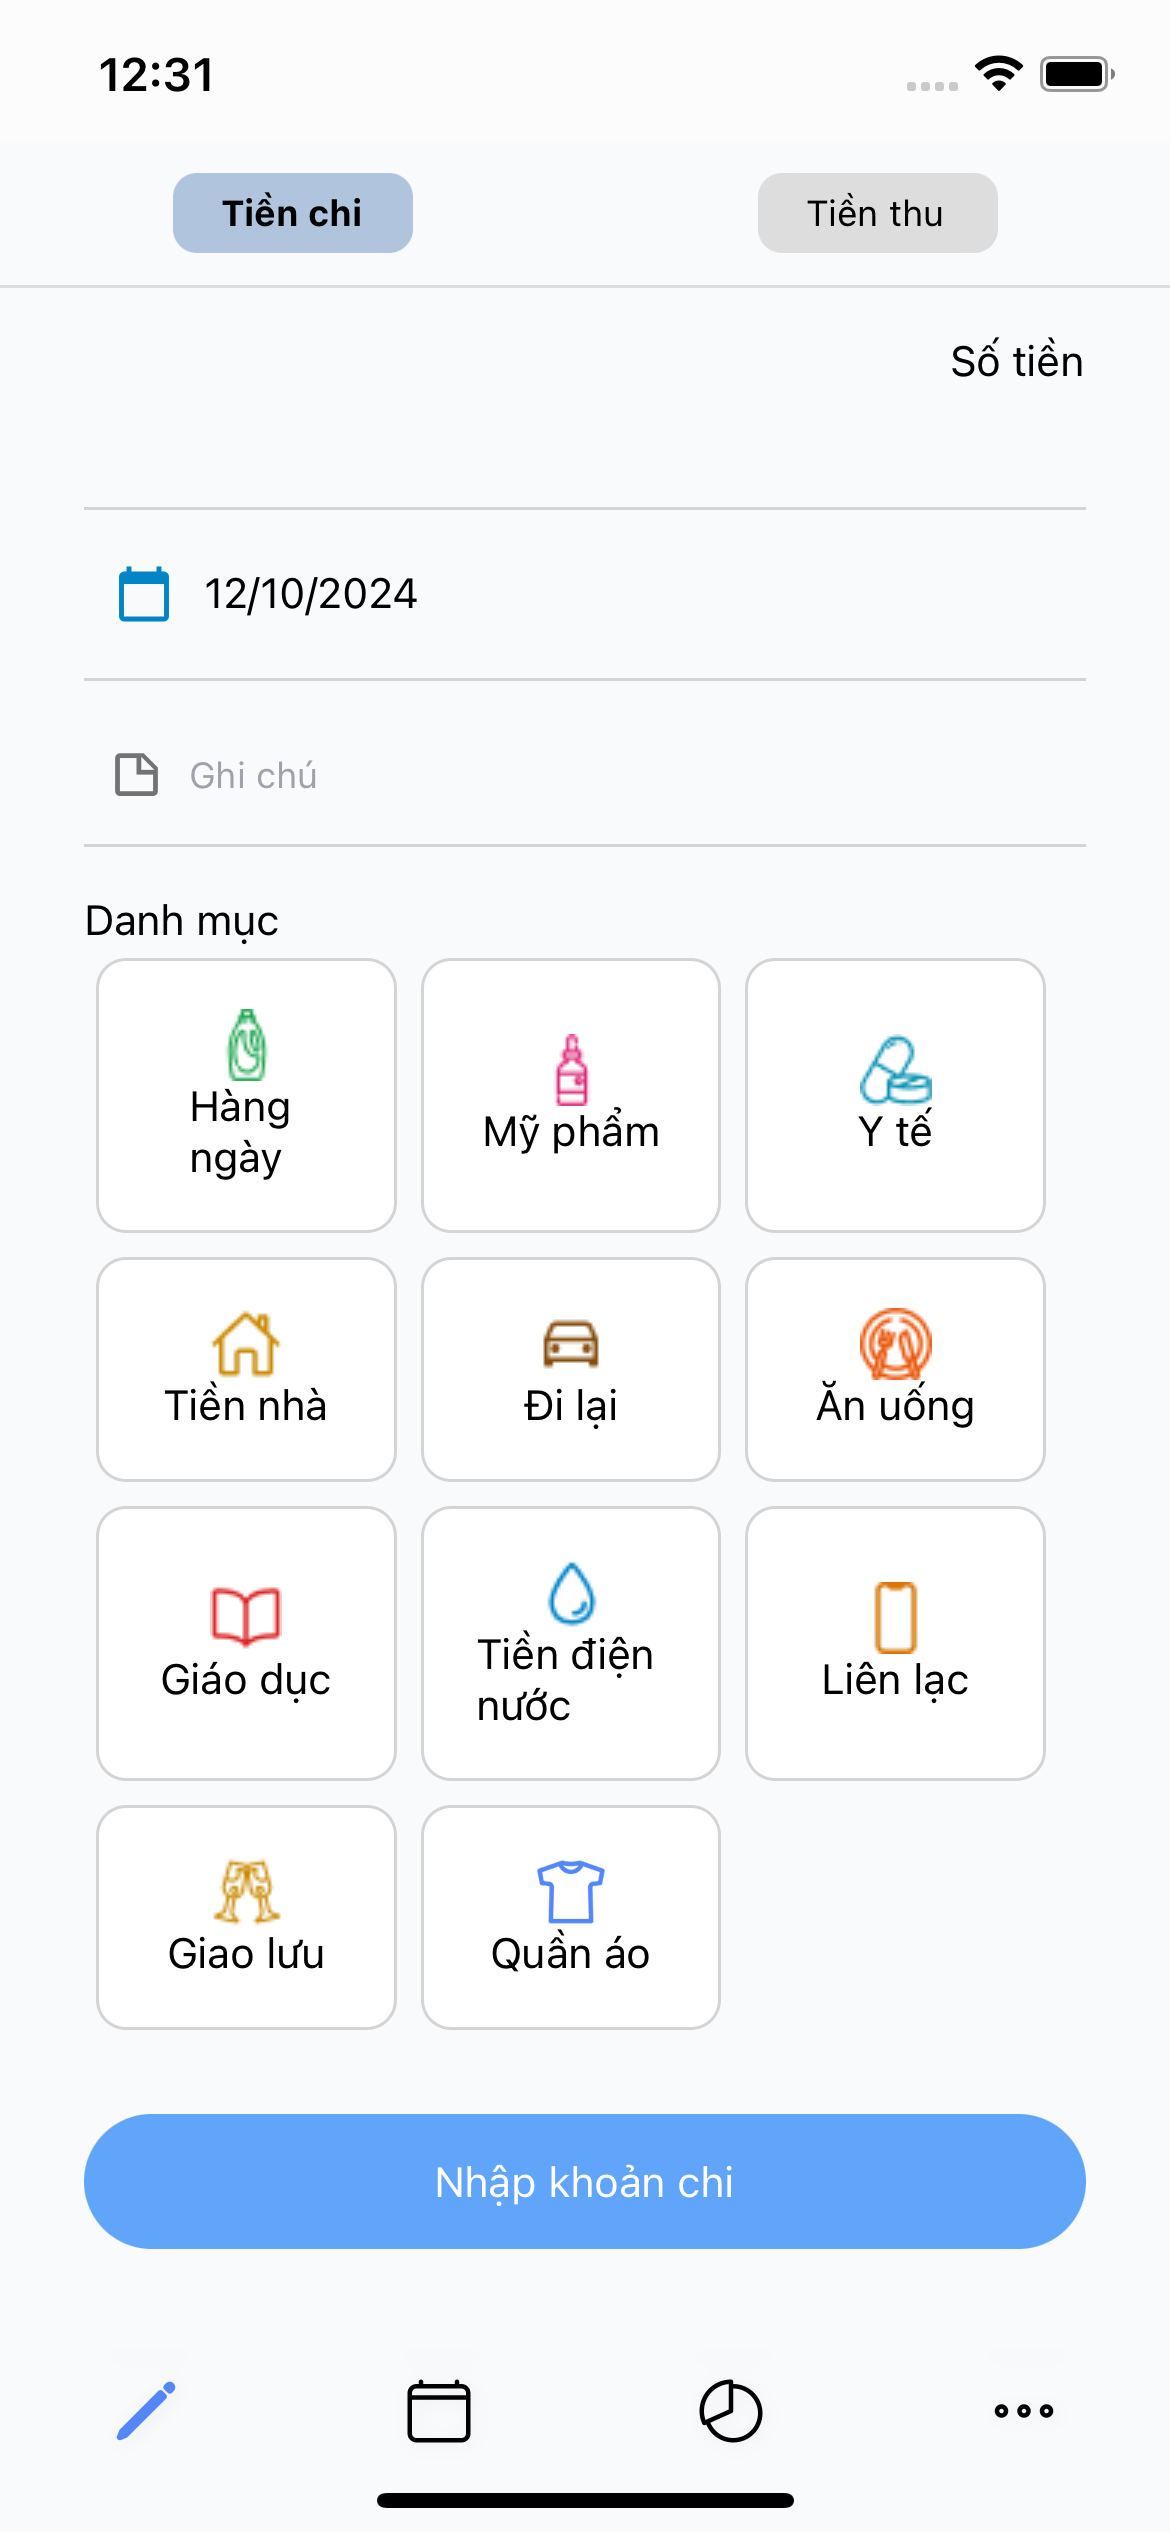 12:31
Tiền chi
Tiền thu
Số tiền
12/10/2024
Ghi chú
Danh mục
Hàng
ngày
Mỹ phẩm
Y tế
Tiền nhà
Đi lại
Ăn uống
Giáo dục
Tiền điện
nước
Liên lạc
Giao lưu
Quần áo
Nhập khoản chi